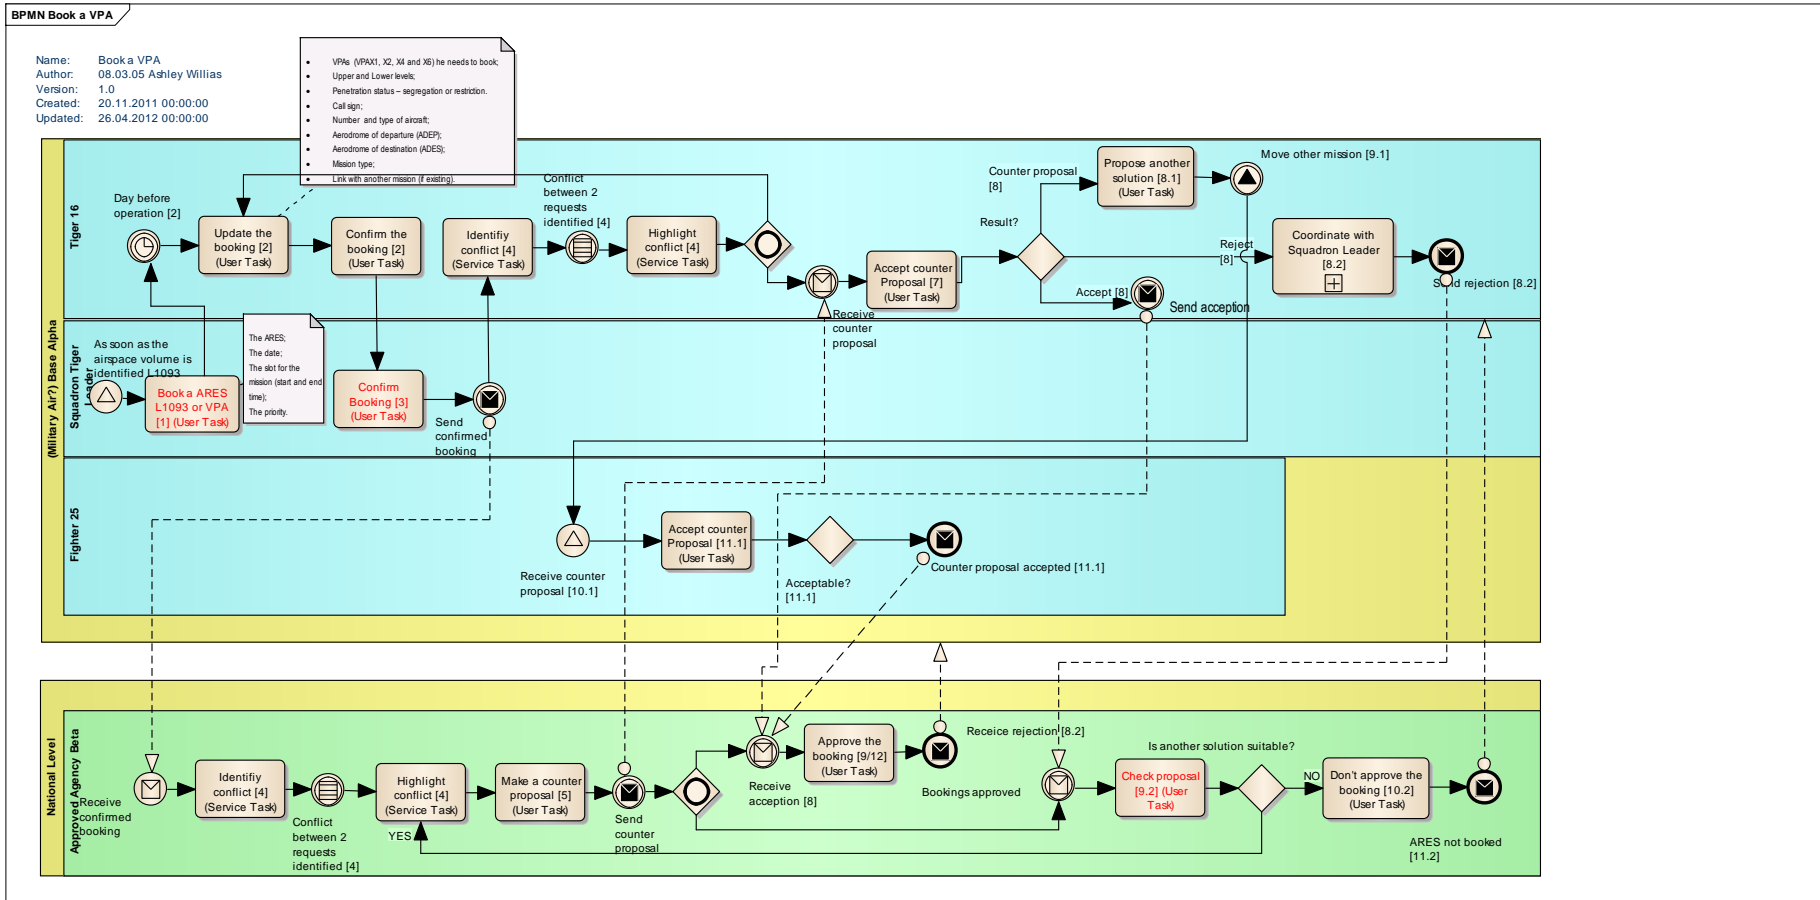 BPMN Book a VPA
Name: Book a VPA
Author: 08.03.05 Ashley Willias
Version: 1.0
Created: 20.11.2011 00:00:00
Updated: 26.04.2012 00:00:00
• VPAs (VPAX1, X2, X4 and X6) he needs to book;
• Upper and Lower levels;
• Penetration status – segregation or restriction.
• Call sign;
• Number and type of aircraft;
• Aerodrome of departure (ADEP);
• Aerodrome of destination (ADES);
• Mission type;
• Link with another mission (if existing).
(Military Air?) Base Alpha
Tiger 16
Day before
operation [2]
Update the
booking [2]
(User Task)
Confirm the
booking [2]
(User Task)
Identifiy
conflict [4]
(Service Task)
Conflict
between 2
requests
identified [4]
Highlight
conflict [4]
(Service Task)
Receive
counter
proposal
Accept counter
Proposal [7]
(User Task)
Result?
Counter proposal
[8]
Propose another
solution [8.1]
(User Task)
Move other mission [9.1]
Reject
[8]
Coordinate with
Squadron Leader
[8.2]
Send rejection [8.2]
Accept [8]
Send acception
Squadron Tiger
Leader
As soon as the
airspace volume is
identified L1093
Book a ARES
L1093 or VPA
[1] (User Task)
The ARES;
The date;
The slot for the
mission (start and end
time);
The priority.
Confirm
Booking [3]
(User Task)
Send
confirmed
booking
Fighter 25
Receive counter
proposal [10.1]
Accept counter
Proposal [11.1]
(User Task)
Acceptable?
[11.1]
Counter proposal accepted [11.1]
National Level
Approved Agency Beta
Receive
confirmed
booking
Identifiy
conflict [4]
(Service Task)
Conflict
between 2
requests
identified [4]
Highlight
conflict [4]
(Service Task)
YES
Make a counter
proposal [5]
(User Task)
Send
counter
proposal
Receive
acception [8]
Approve the
booking [9/12]
(User Task)
Bookings approved
Receice rejection [8.2]
Check proposal
[9.2] (User
Task)
Is another solution suitable?
NO
Don't approve the
booking [10.2]
(User Task)
ARES not booked
[11.2]